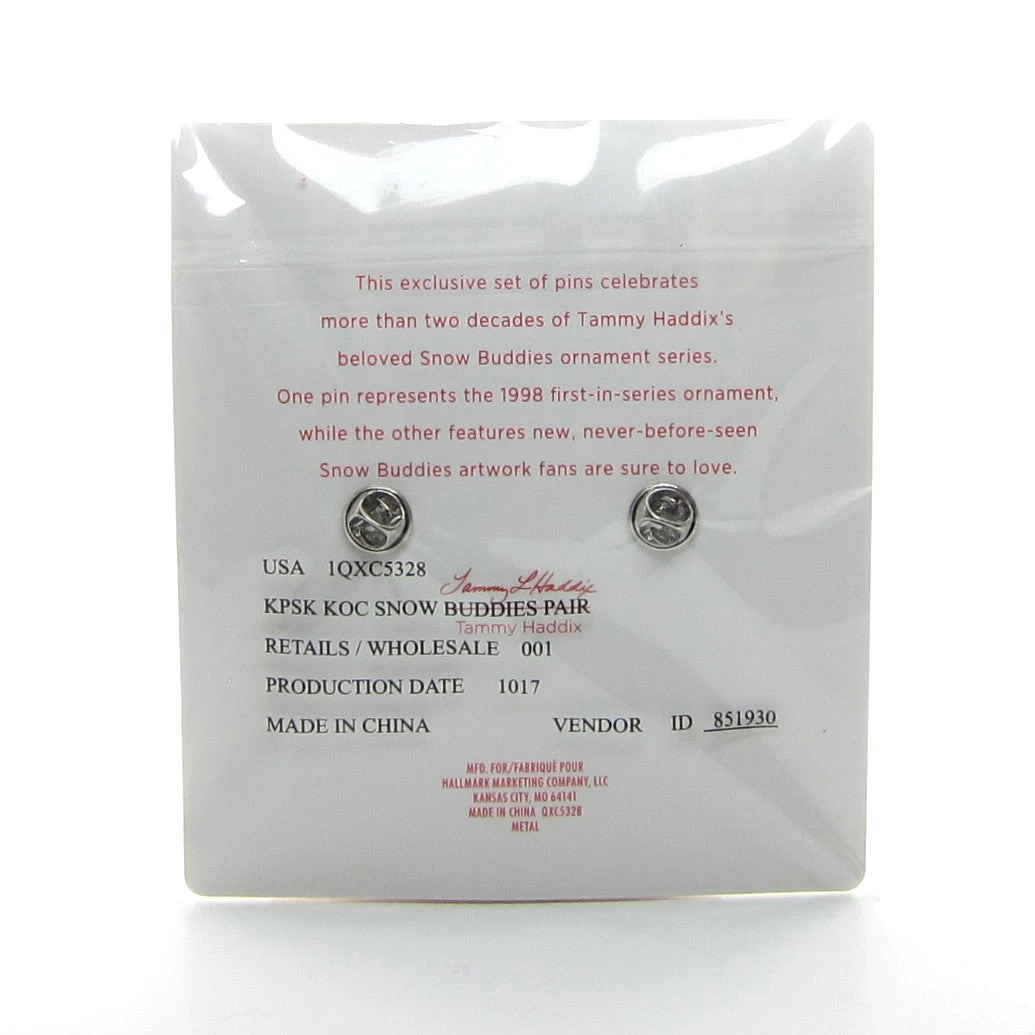 This exclusive set of pins celebrates
more than two decades of Tammy Haddix's
beloved Snow Buddies ornament series.
One pin represents the 1998 first-in-series ornament,
while the other features new, never-before-seen
Snow Buddies artwork fans are sure to love.
USA 1QXC5328
Tammy L Haddix
KPSK KOC SNOW BUDDIES PAIR
Tammy Haddix
RETAILS / WHOLESALE 001
PRODUCTION DATE 1017
MADE IN CHINA VENDOR ID 851930
MFD. FOR/FABRIQUÉ POUR
HALLMARK MARKETING COMPANY, LLC
KANSAS CITY, MO 64141
MADE IN CHINA QXC5328
METAL